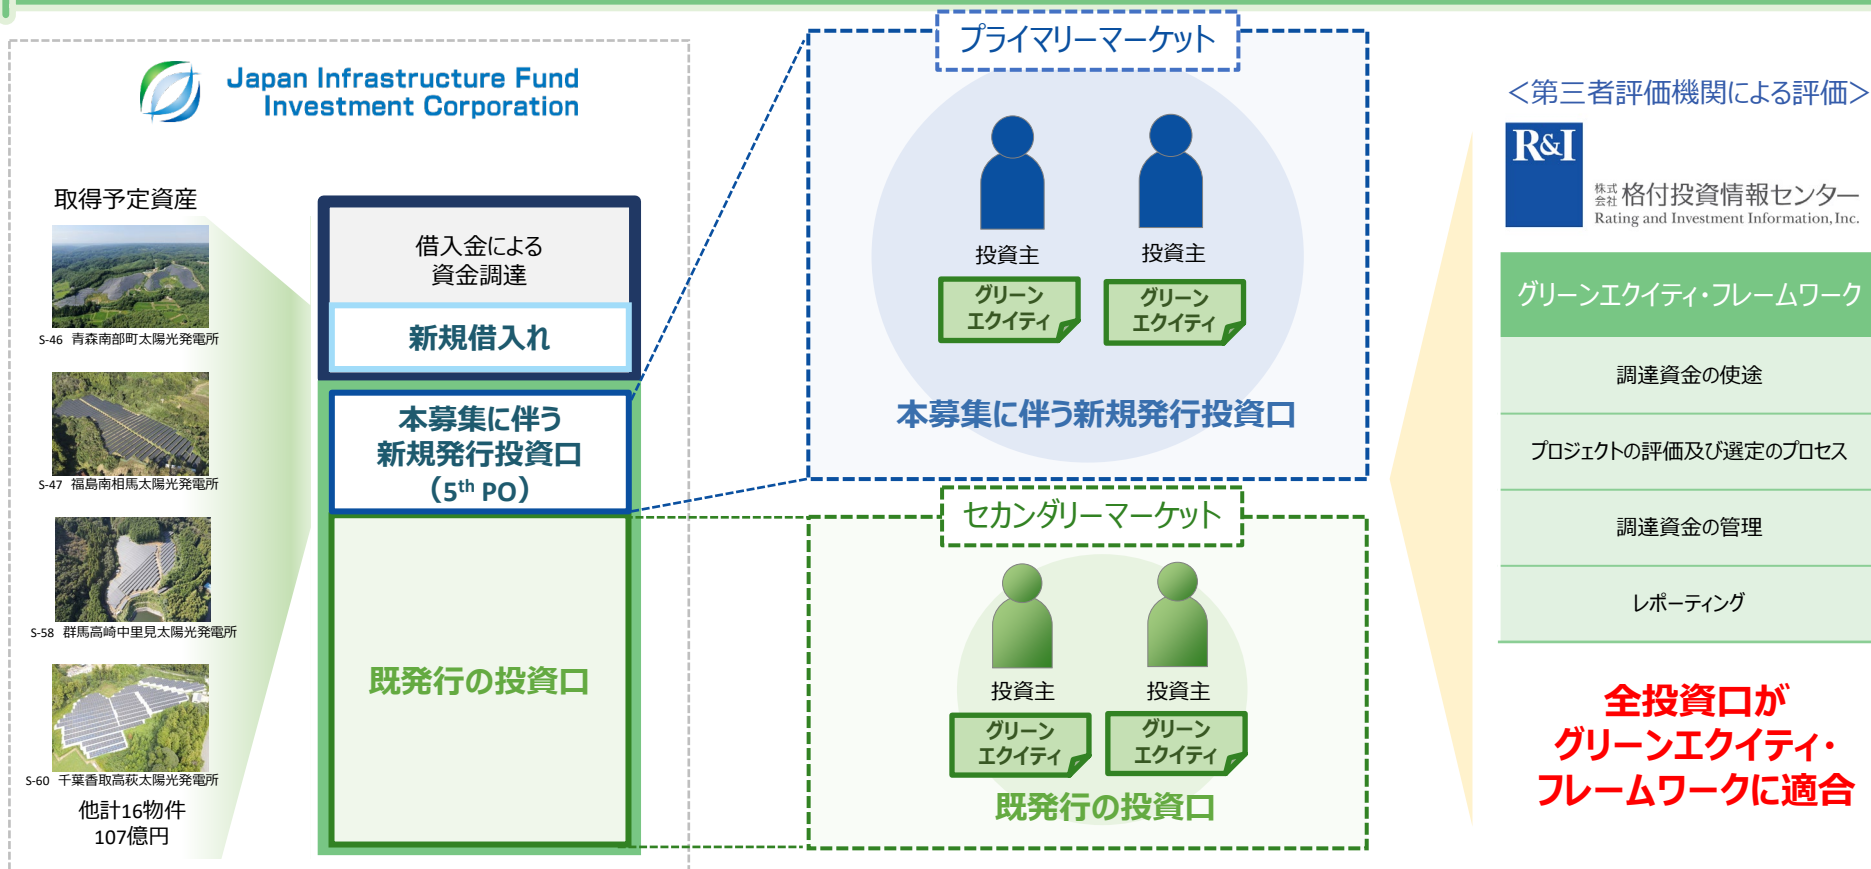 Japan Infrastructure Fund
Investment Corporation
取得予定資産
S-46 青森南部町太陽光発電所
S-47 福島南相馬太陽光発電所
S-58 群馬高崎中里見太陽光発電所
S-60 千葉香取高萩太陽光発電所
他計16物件
107億円
借入金による
資金調達
新規借入れ
本募集に伴う
新規発行投資口
（5th PO）
既発行の投資口
プライマリーマーケット
投資主
投資主
グリーン
エクイティ
グリーン
エクイティ
本募集に伴う新規発行投資口
セカンダリーマーケット
投資主
投資主
グリーン
エクイティ
グリーン
エクイティ
既発行の投資口
＜第三者評価機関による評価＞
R&I
株式会社 格付投資情報センター
Rating and Investment Information, Inc.
グリーンエクイティ・フレームワーク
調達資金の使途
プロジェクトの評価及び選定のプロセス
調達資金の管理
レポーティング
全投資口が
グリーンエクイティ・
フレームワークに適合